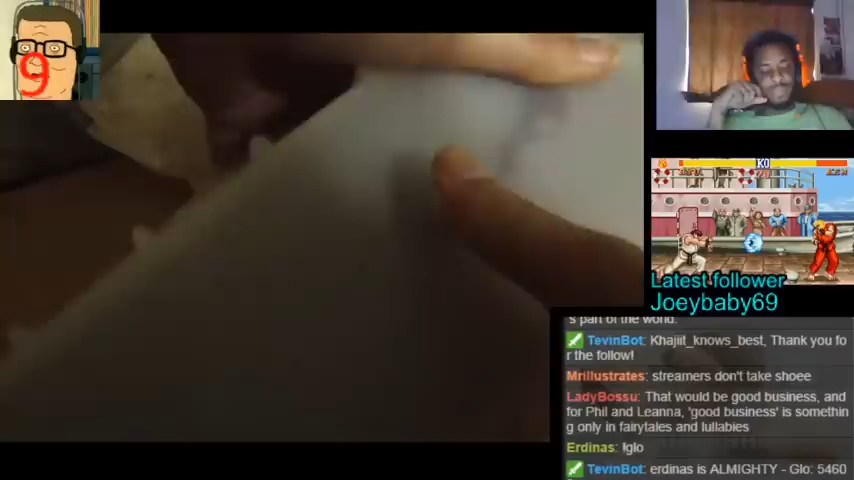 9
KO
KEN
Latest follower
Joeybaby69
s part of the world.
TevinBot: Khajiit_knows_best, Thank you fo
r the follow!
Mrillustrates: streamers don't take shoee
LadyBossu: That would be good business, and
for Phil and Leanna, 'good business' is somethin
g only in fairytales and lullabies
Erdinas: !glo
TevinBot: erdinas is ALMIGHTY - Glo: 5460